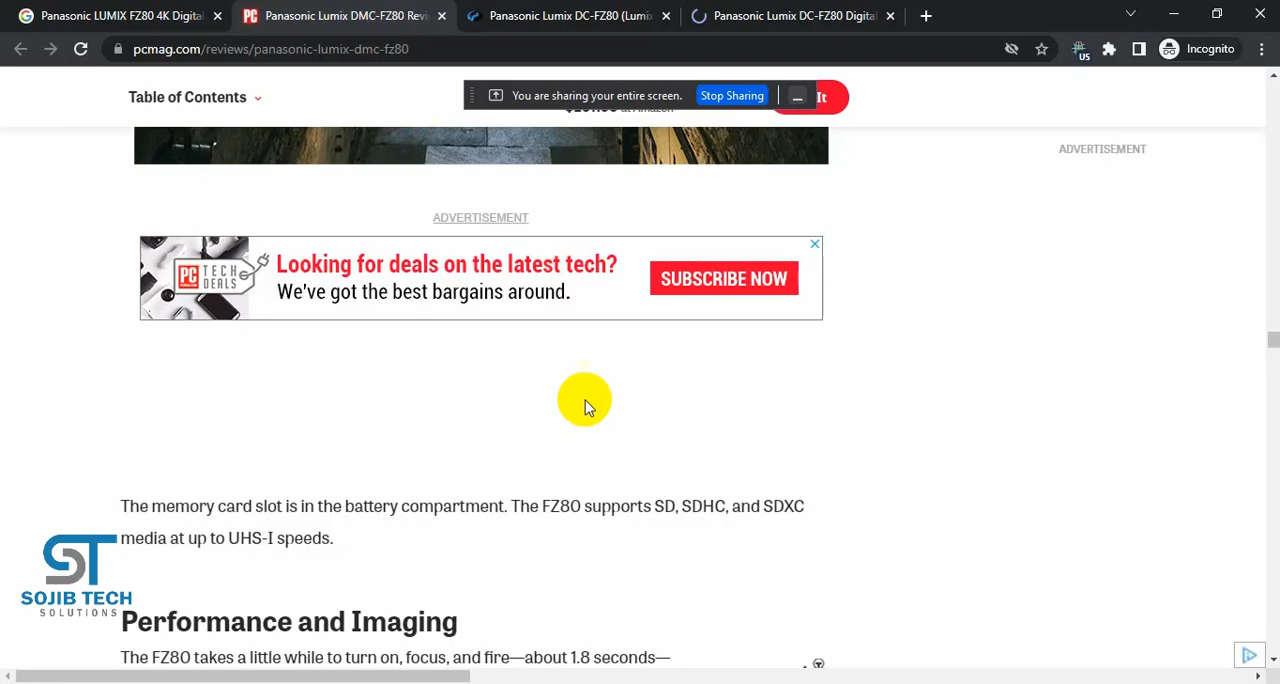 Panasonic LUMIX FZ80 4K Digital
Panasonic Lumix DMC-FZ80 Revi
Panasonic Lumix DC-FZ80 (Lumix
Panasonic Lumix DC-FZ80 Digital
pcmag.com/reviews/panasonic-lumix-dmc-fz80
US
Incognito
Table of Contents
You are sharing your entire screen.
Stop Sharing
It
at Amazon
ADVERTISEMENT
ADVERTISEMENT
PC TECH
DEALS
Looking for deals on the latest tech?
We've got the best bargains around.
SUBSCRIBE NOW
The memory card slot is in the battery compartment. The FZ80 supports SD, SDHC, and SDXC
media at up to UHS-I speeds.
ST
SOJIB TECH
SOLUTIONS
Performance and Imaging
The FZ80 takes a little while to turn on, focus, and fire—about 1.8 seconds—